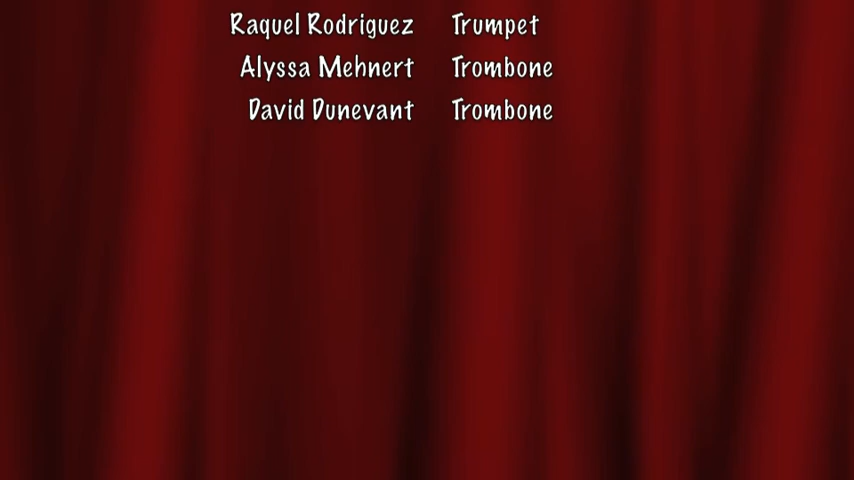 Raquel Rodriguez Trumpet
Alyssa Mehnert Trombone
David Dunevant Trombone